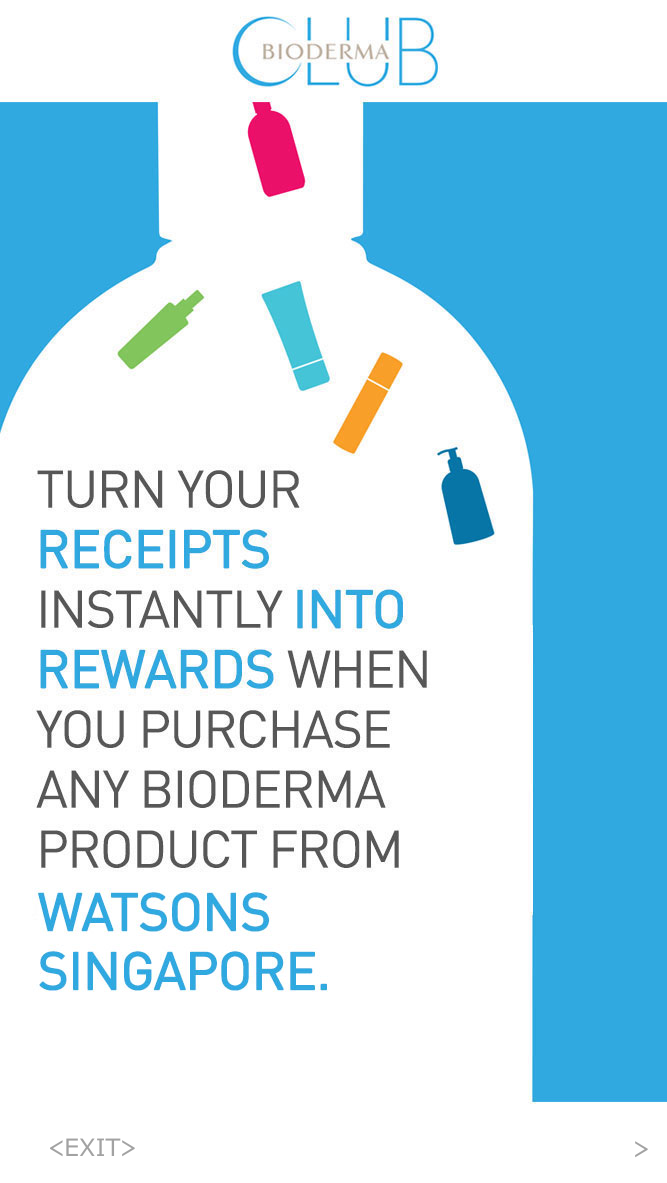 CLUB
BIODERMA
TURN YOUR
RECEIPTS
INSTANTLY INTO
REWARDS WHEN
YOU PURCHASE
ANY BIODERMA
PRODUCT FROM
WATSONS
SINGAPORE.
<EXIT> >